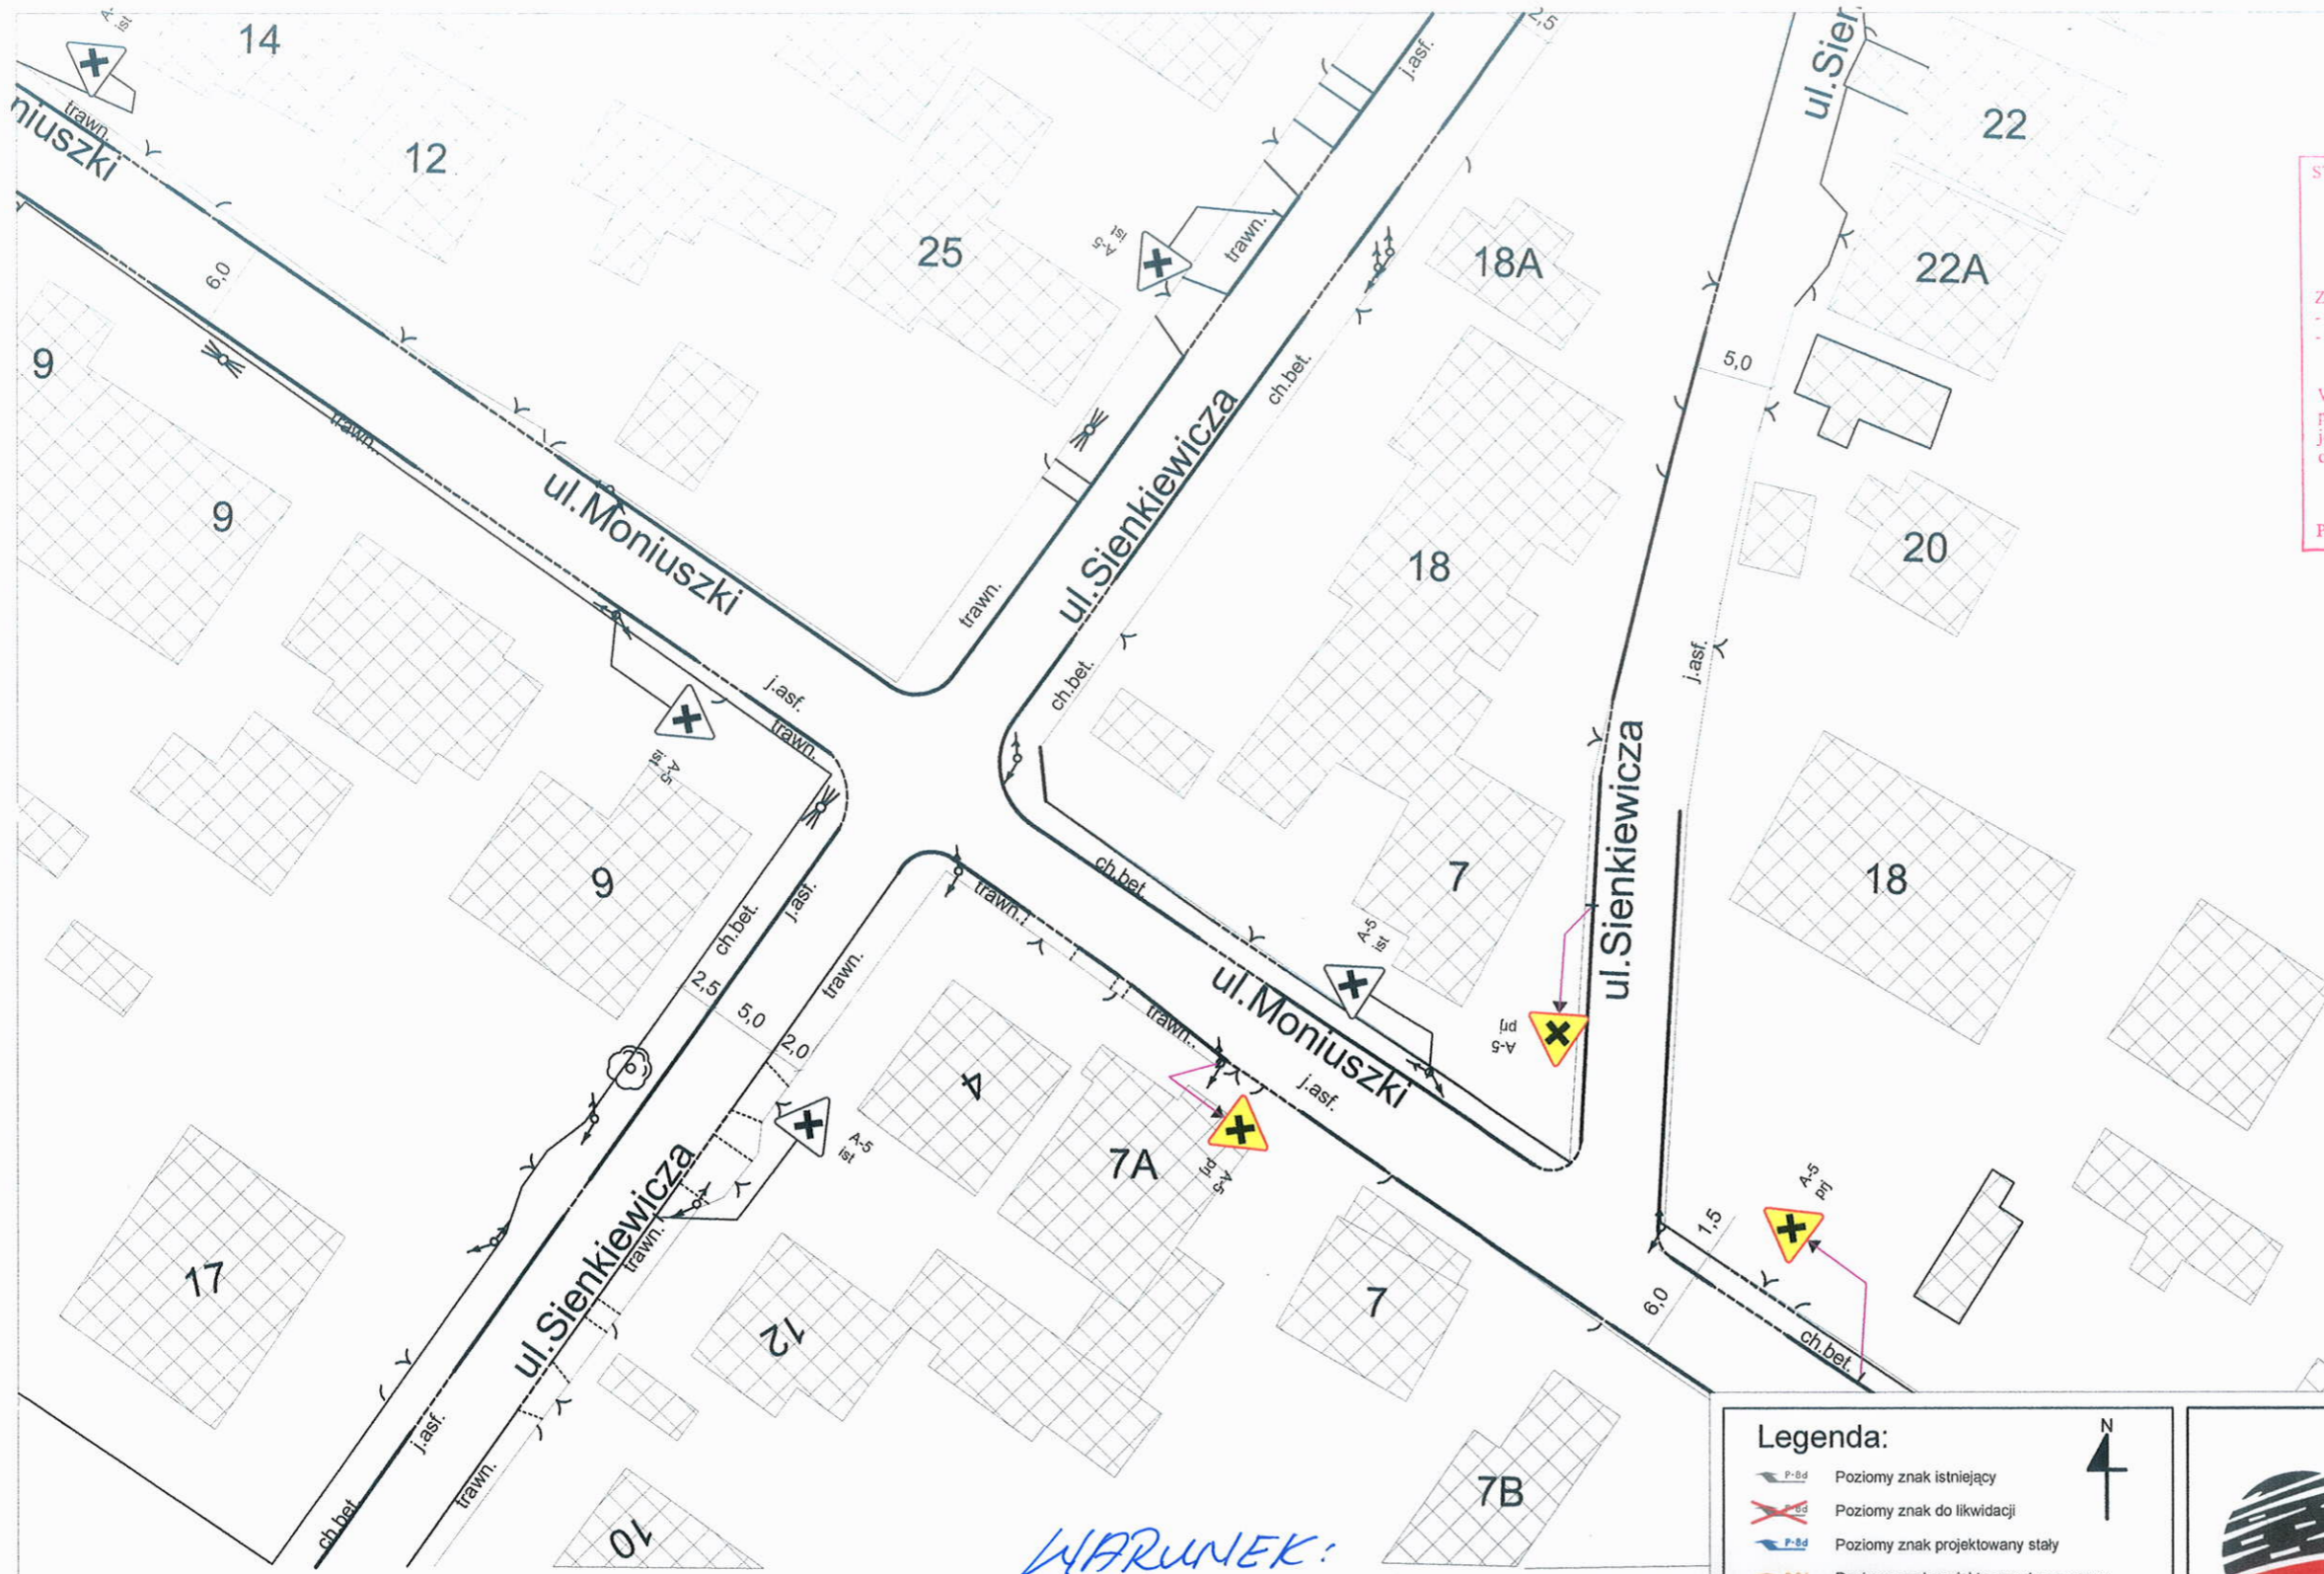 A-
ist
14
trawn.
niuszki
12
6,0
9
9
trawn.
25
A-5
ist
trawn.
j.asf.
2,5
ul.Sien
22
22A
18A
5,0
ch.bet.
ul.Sienkiewicza
ul.Moniuszki
trawn.
18
20
j.asf.
ch.bet.
j.asf.
trawn.
A-5
ist
9
ch.bet.
j.asf.
2,5
5,0
2,0
trawn.
trawn.
ch.bet.
7
A-5
ist
ul.Sienkiewicza
18
A-5
prj
ul.Moniuszki
trawn.
j.asf.
4
7A
A-5
prj
A-5
ist
A-5
prj
1,5
6,0
ch.bet.
17
ul.Sienkiewicza
trawn.
12
7
j.asf.
trawn.
ch.bet.
10
7B
WARUNEK:
Legenda:
N
P-8d Poziomy znak istniejący
P-8d Poziomy znak do likwidacji
P-8d Poziomy znak projektowany stały